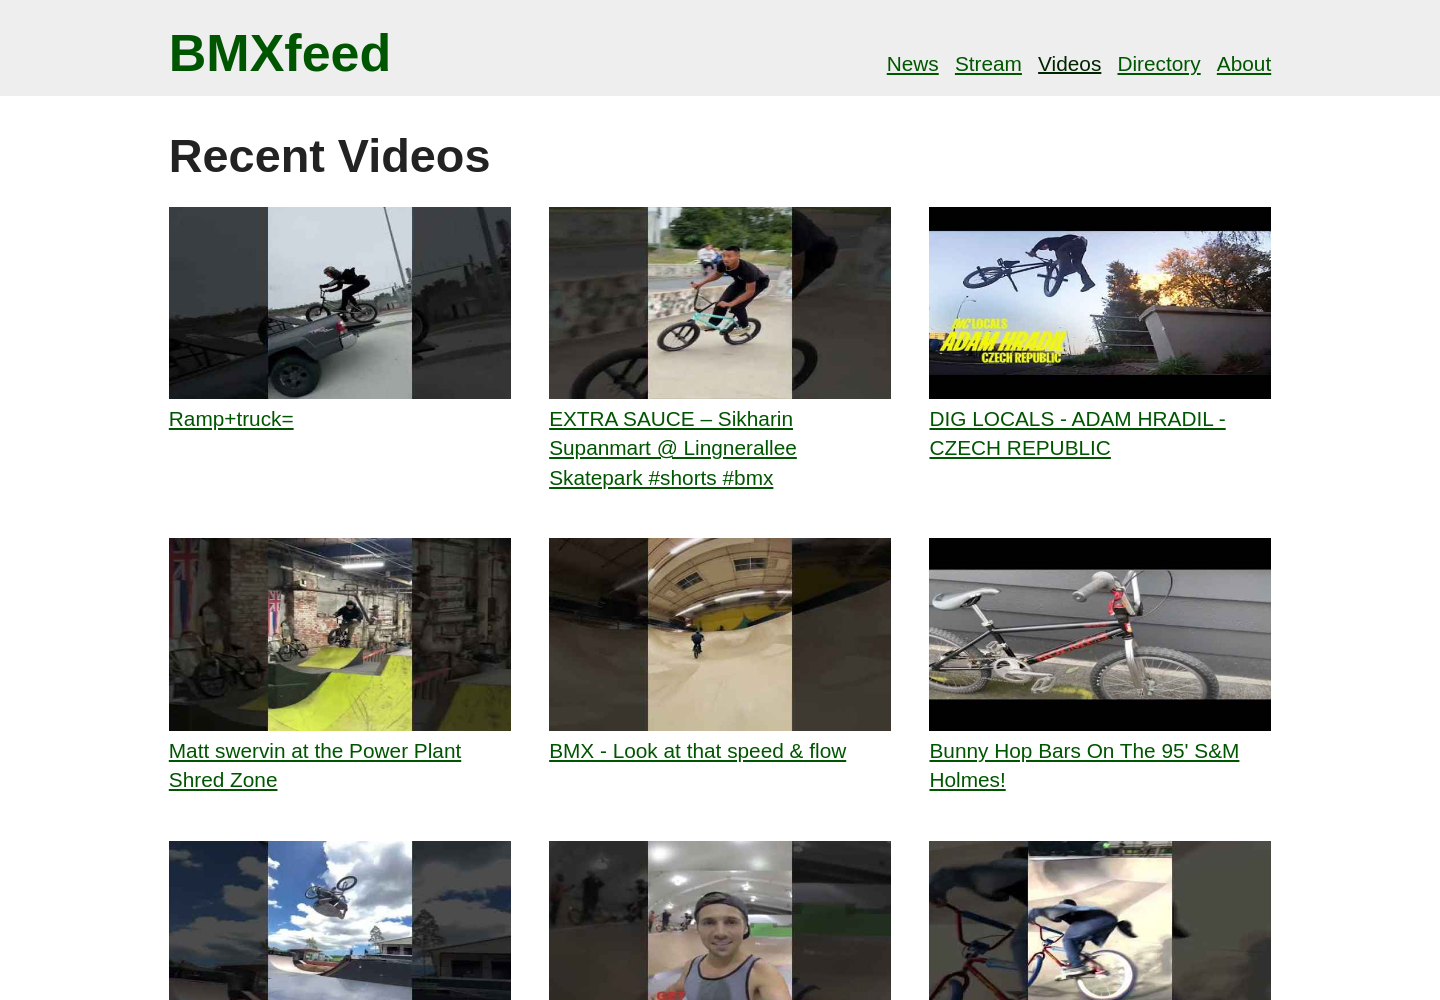 BMXfeed
News Stream Videos Directory About
Recent Videos
LOCALS
ADAM HRADIL
CZECH REPUBLIC
Ramp+truck=
EXTRA SAUCE – Sikharin
Supanmart @ Lingnerallee
Skatepark #shorts #bmx
DIG LOCALS - ADAM HRADIL -
CZECH REPUBLIC
Matt swervin at the Power Plant
Shred Zone
BMX - Look at that speed & flow
Bunny Hop Bars On The 95' S&M
Holmes!